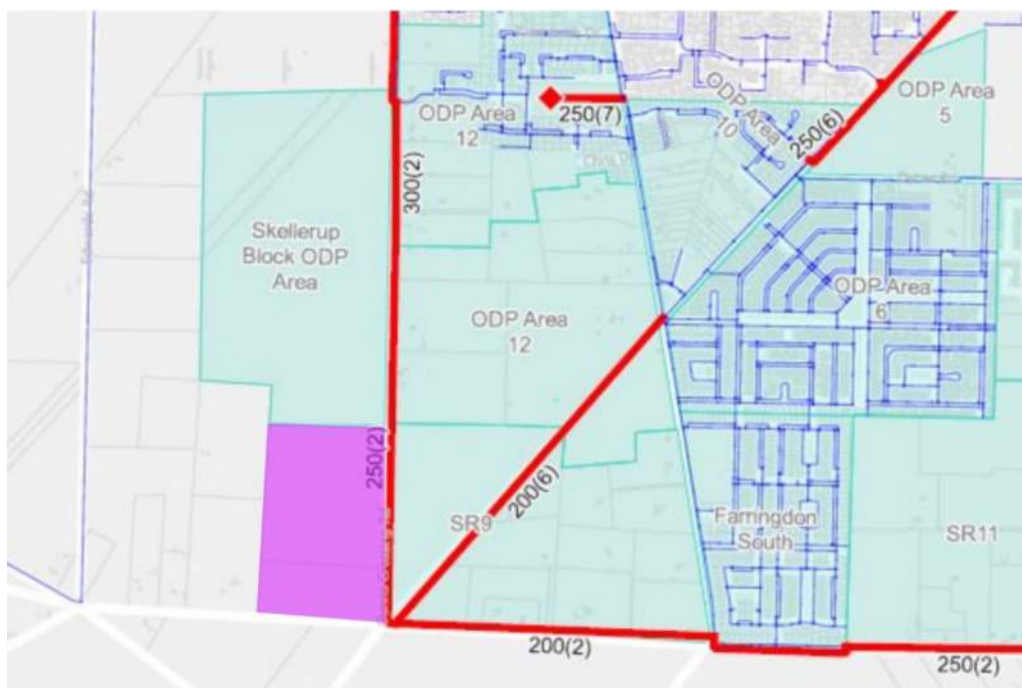 ODP Area
12
250(7)
ODP Area
10
250(6)
ODP Area
5
300(2)
Skellerup
Block ODP
Area
ODP Area
12
ODP Area
6
250(2)
SR9
200(6)
Farringdon
South
SR11
200(2)
250(2)